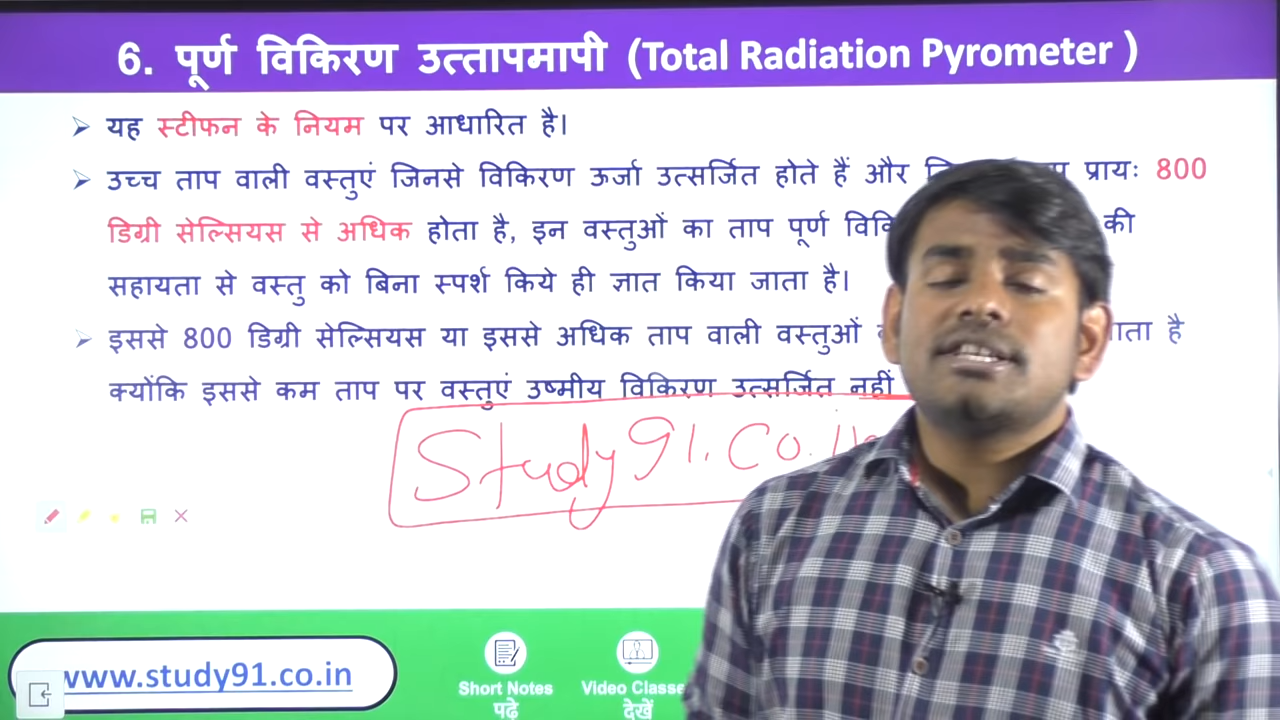 6. पूर्ण विकिरण उत्तापमापी (Total Radiation Pyrometer )
➢ यह स्टीफन के नियम पर आधारित है।
➢ उच्च ताप वाली वस्तुएं जिनसे विकिरण ऊर्जा उत्सर्जित होते हैं और प्रायः 800
डिग्री सेल्सियस से अधिक होता है, इन वस्तुओं का ताप पूर्ण की
सहायता से वस्तु को बिना स्पर्श किये ही ज्ञात किया जाता है।
➢ इससे 800 डिग्री सेल्सियस या इससे अधिक ताप वाली वस्तुओं है
क्योंकि इससे कम ताप पर वस्तुएं उष्मीय विकिरण उत्सर्जित नहीं
Study91.co.in
www.study91.co.in
Short Notes
पढ़े
Video Classe
देखें